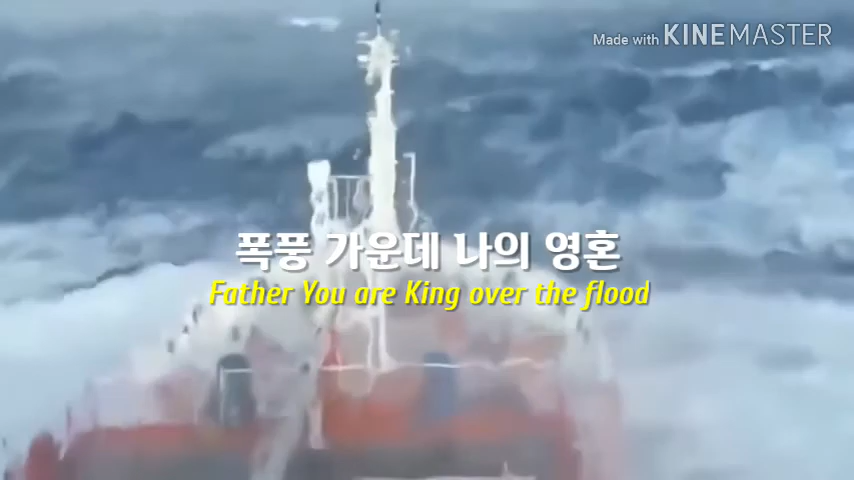 Made with KINEMASTER
폭풍 가운데 나의 영혼
Father You are King over the flood